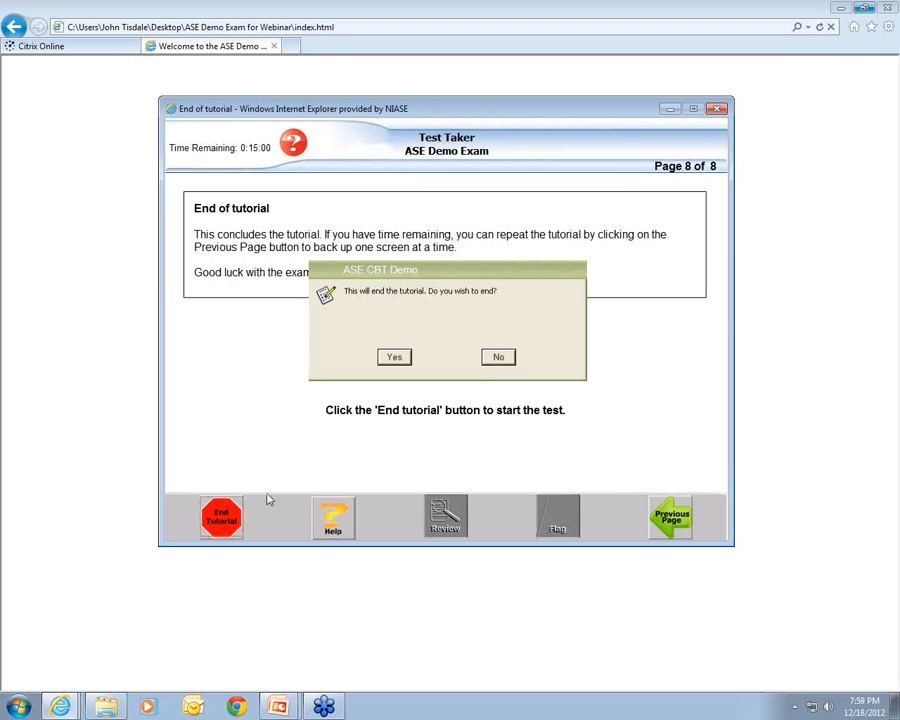 C:\Users\John Tisdale\Desktop\ASE Demo Exam for Webinar\index.html
Citrix Online
Welcome to the ASE Demo ...
End of tutorial - Windows Internet Explorer provided by NIASE
Time Remaining: 0:15:00
Test Taker
ASE Demo Exam
Page 8 of 8
End of tutorial
This concludes the tutorial. If you have time remaining, you can repeat the tutorial by clicking on the
Previous Page button to back up one screen at a time.
Good luck with the exam
ASE CBT Demo
This will end the tutorial. Do you wish to end?
Yes
No
Click the 'End tutorial' button to start the test.
End
Tutorial
Help
Review
Flag
Previous
Page
7:59 PM
12/18/2012